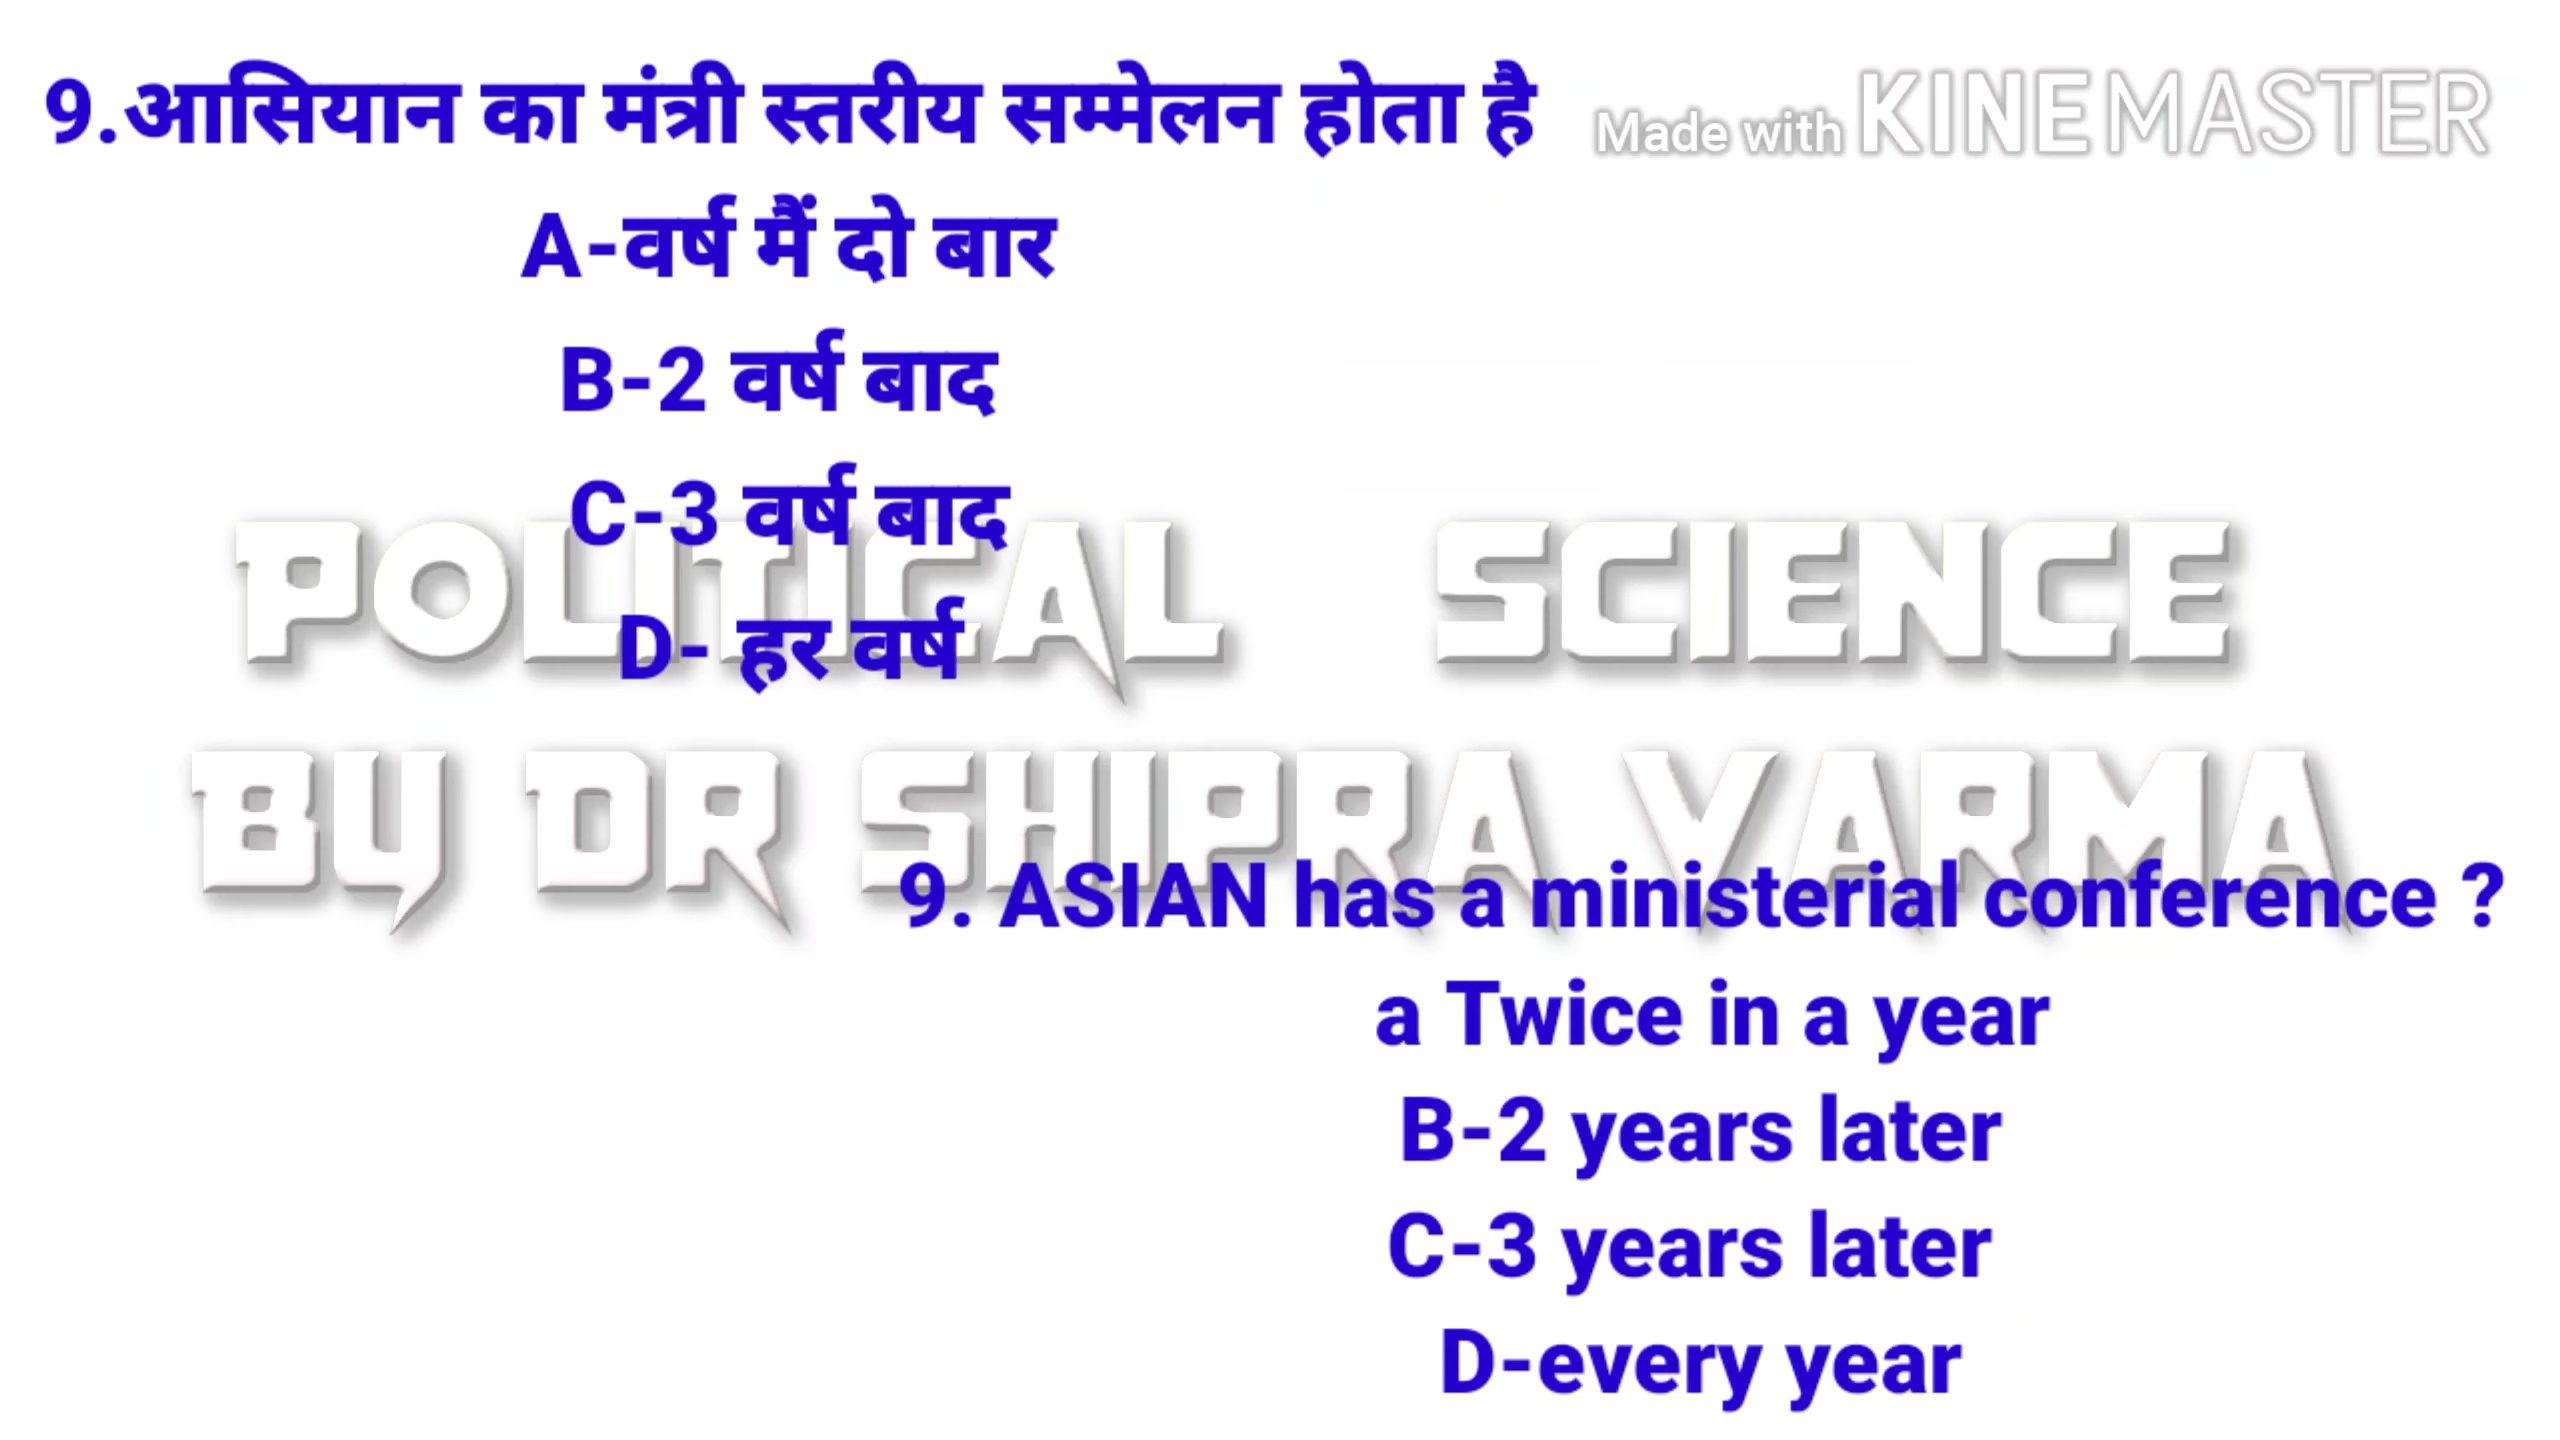 9.आसियान का मंत्री स्तरीय सम्मेलन होता है
Made with KINEMASTER
A-वर्ष मैं दो बार
B-2 वर्ष बाद
C-3 वर्ष बाद
D- हर वर्ष
POLITICAL SCIENCE
BY DR SHIPRA VARMA
9. ASIAN has a ministerial conference ?
a Twice in a year
B-2 years later
C-3 years later
D-every year